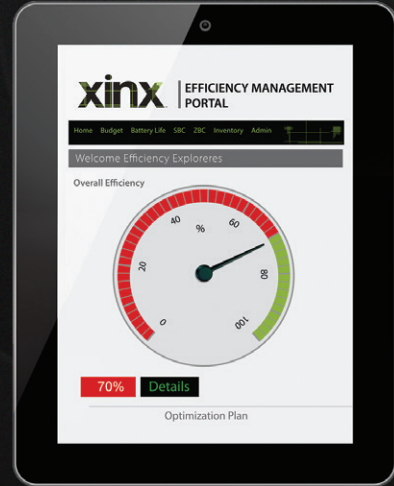 xinx
EFFICIENCY MANAGEMENT
PORTAL
Home Budget Battery Life SBC ZBC Inventory Admin
Welcome Efficiency Exploreres
Overall Efficiency
0
20
40
%
60
80
100
70% Details
Optimization Plan